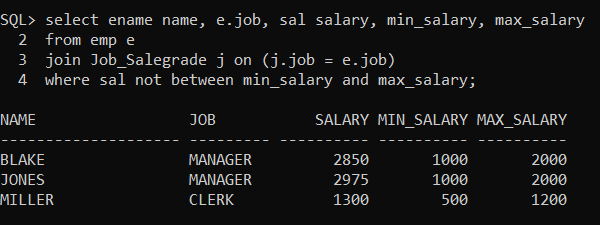 SQL> select ename name, e.job, sal salary, min_salary, max_salary
  2  from emp e
  3  join Job_Salegrade j on (j.job = e.job)
  4  where sal not between min_salary and max_salary;

NAME                 JOB           SALARY MIN_SALARY MAX_SALARY
-------------------- --------- ---------- ---------- ----------
BLAKE                MANAGER         2850       1000       2000
JONES                MANAGER         2975       1000       2000
MILLER               CLERK           1300        500       1200